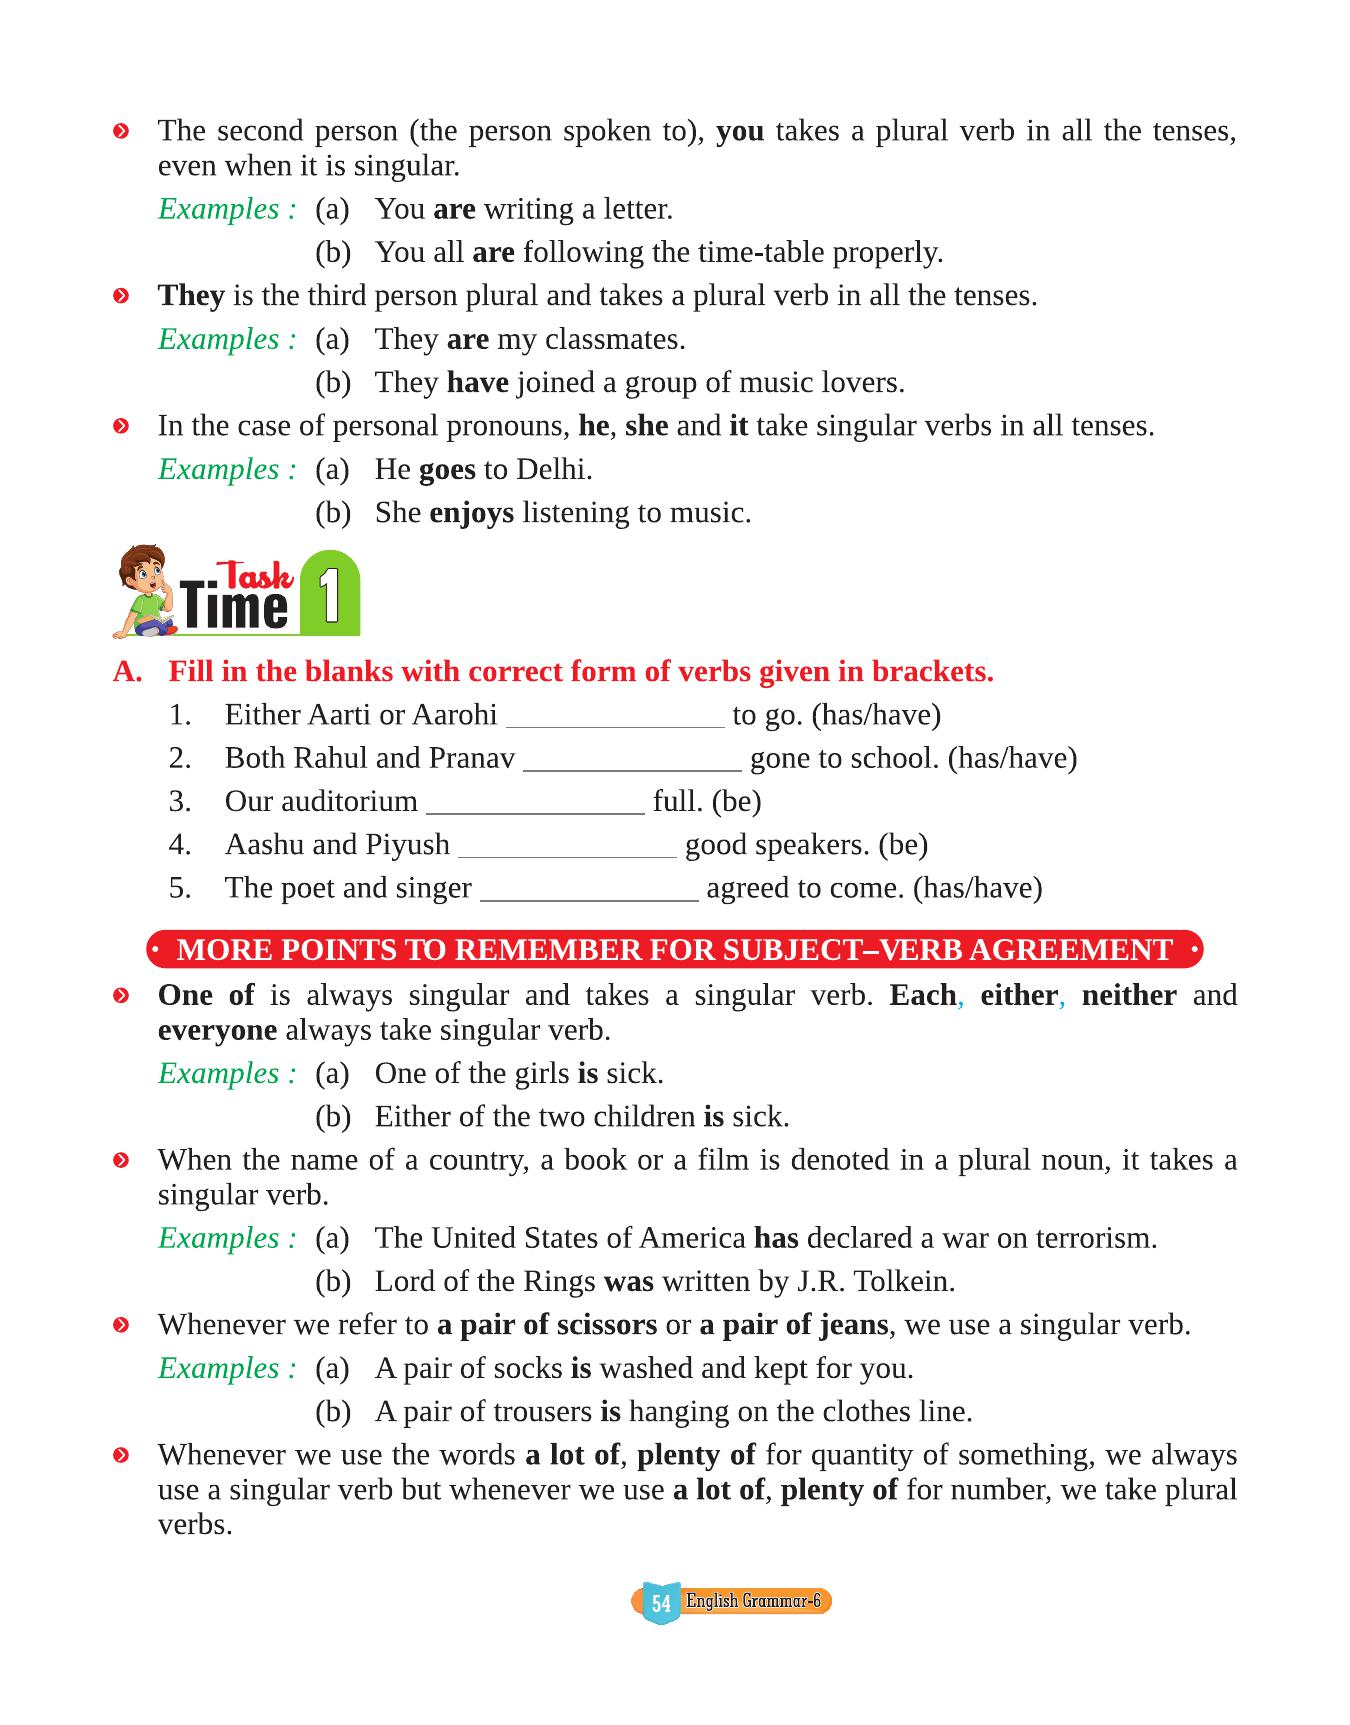 The second person (the person spoken to), you takes a plural verb in all the tenses,
even when it is singular.
Examples : (a) You are writing a letter.
(b) You all are following the time-table properly.
They is the third person plural and takes a plural verb in all the tenses.
Examples : (a) They are my classmates.
(b) They have joined a group of music lovers.
In the case of personal pronouns, he, she and it take singular verbs in all tenses.
Examples : (a) He goes to Delhi.
(b) She enjoys listening to music.
Task
Time 1
A. Fill in the blanks with correct form of verbs given in brackets.
1. Either Aarti or Aarohi ______________ to go. (has/have)
2. Both Rahul and Pranav ______________ gone to school. (has/have)
3. Our auditorium ______________ full. (be)
4. Aashu and Piyush ______________ good speakers. (be)
5. The poet and singer ______________ agreed to come. (has/have)
• MORE POINTS TO REMEMBER FOR SUBJECT–VERB AGREEMENT •
One of is always singular and takes a singular verb. Each, either, neither and
everyone always take singular verb.
Examples : (a) One of the girls is sick.
(b) Either of the two children is sick.
When the name of a country, a book or a film is denoted in a plural noun, it takes a
singular verb.
Examples : (a) The United States of America has declared a war on terrorism.
(b) Lord of the Rings was written by J.R. Tolkein.
Whenever we refer to a pair of scissors or a pair of jeans, we use a singular verb.
Examples : (a) A pair of socks is washed and kept for you.
(b) A pair of trousers is hanging on the clothes line.
Whenever we use the words a lot of, plenty of for quantity of something, we always
use a singular verb but whenever we use a lot of, plenty of for number, we take plural
verbs.
54 English Grammar-6